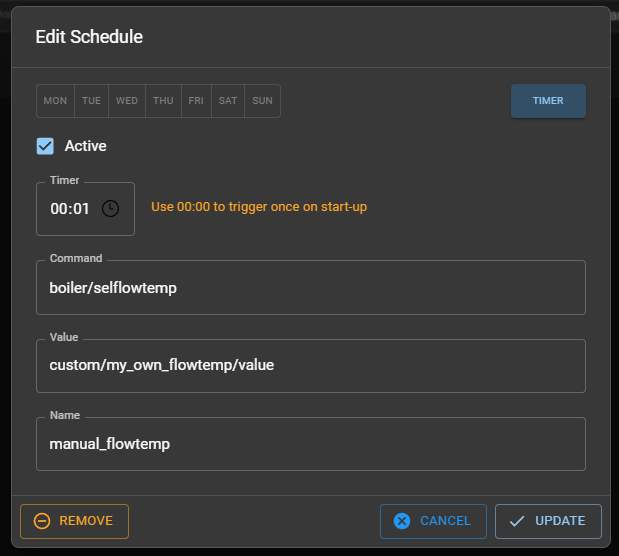 Edit Schedule
MON TUE WED THU FRI SAT SUN TIMER
Active
Timer
00:01 Use 00:00 to trigger once on start-up
Command
boiler/selflowtemp
Value
custom/my_own_flowtemp/value
Name
manual_flowtemp
REMOVE CANCEL UPDATE